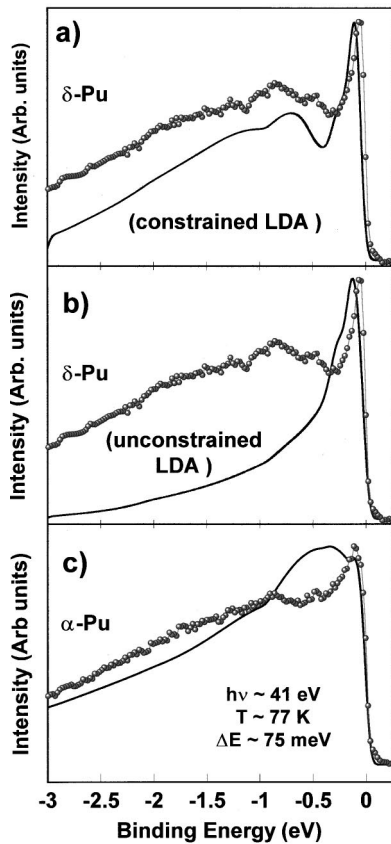 a)
δ-Pu
(constrained LDA )
Intensity (Arb. units)
b)
δ-Pu
(unconstrained
LDA )
Intensity (Arb. units)
c)
α-Pu
hν ~ 41 eV
T ~ 77 K
ΔE ~ 75 meV
Intensity (Arb units)
-3 -2.5 -2 -1.5 -1 -0.5 0
Binding Energy (eV)